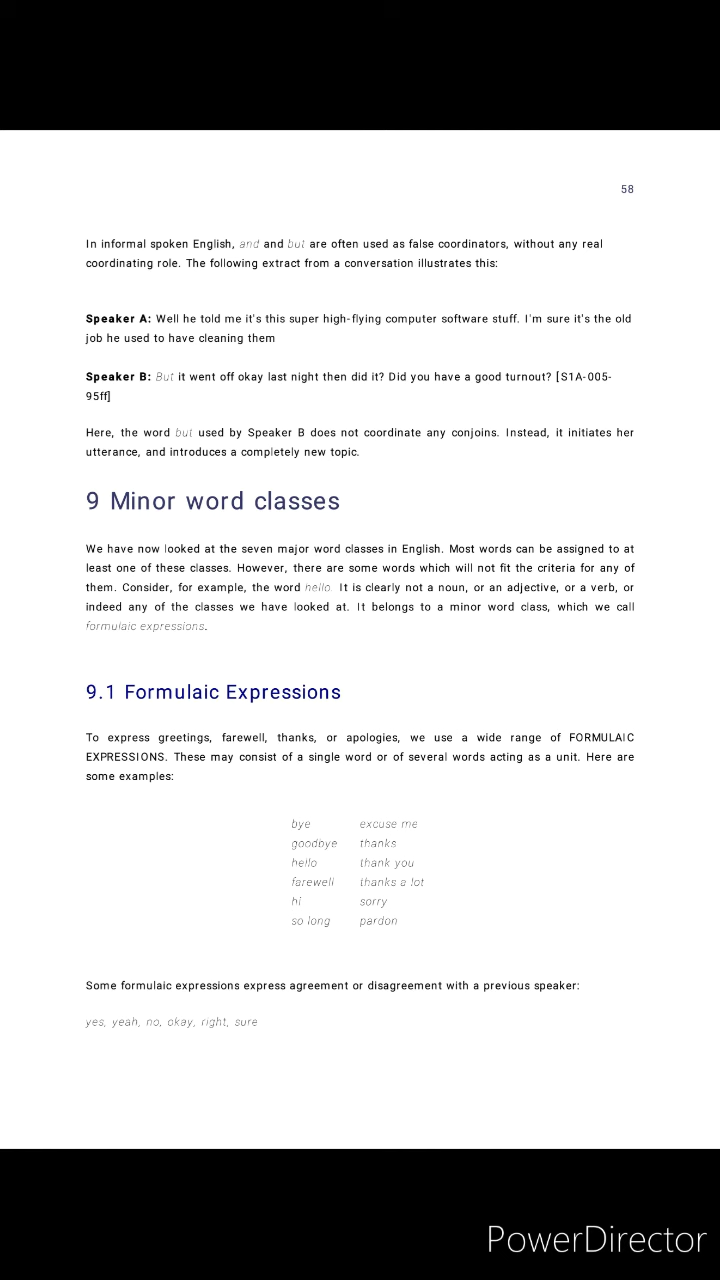 58
In informal spoken English, and and but are often used as false coordinators, without any real
coordinating role. The following extract from a conversation illustrates this:
Speaker A: Well he told me it's this super high-flying computer software stuff. I'm sure it's the old
job he used to have cleaning them
Speaker B: But it went off okay last night then did it? Did you have a good turnout? [S1A-005-
95ff]
Here, the word but used by Speaker B does not coordinate any conjoins. Instead, it initiates her
utterance, and introduces a completely new topic.
9 Minor word classes
We have now looked at the seven major word classes in English. Most words can be assigned to at
least one of these classes. However, there are some words which will not fit the criteria for any of
them. Consider, for example, the word hello. It is clearly not a noun, or an adjective, or a verb, or
indeed any of the classes we have looked at. It belongs to a minor word class, which we call
formulaic expressions.
9.1 Formulaic Expressions
To express greetings, farewell, thanks, or apologies, we use a wide range of FORMULAIC
EXPRESSIONS. These may consist of a single word or of several words acting as a unit. Here are
some examples:
bye excuse me
goodbye thanks
hello thank you
farewell thanks a lot
hi sorry
so long pardon
Some formulaic expressions express agreement or disagreement with a previous speaker:
yes, yeah, no, okay, right, sure
PowerDirector